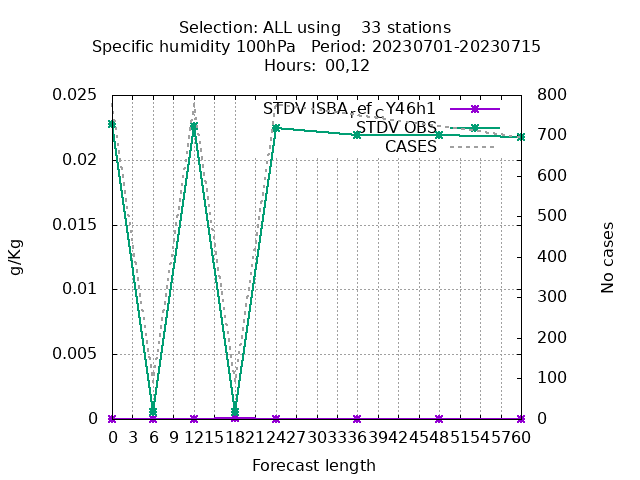 Selection: ALL using 33 stations
Specific humidity 100hPa Period: 20230701-20230715
Hours: 00,12
STDV ISBA_ef_CY46h1
STDV OBS
CASES
0.025
0.02
0.015
0.01
0.005
0
800
700
600
500
400
300
200
100
0
g/Kg
No cases
0 3 6 9 12 15 18 21 24 27 30 33 36 39 42 45 48 51 54 57 60
Forecast length